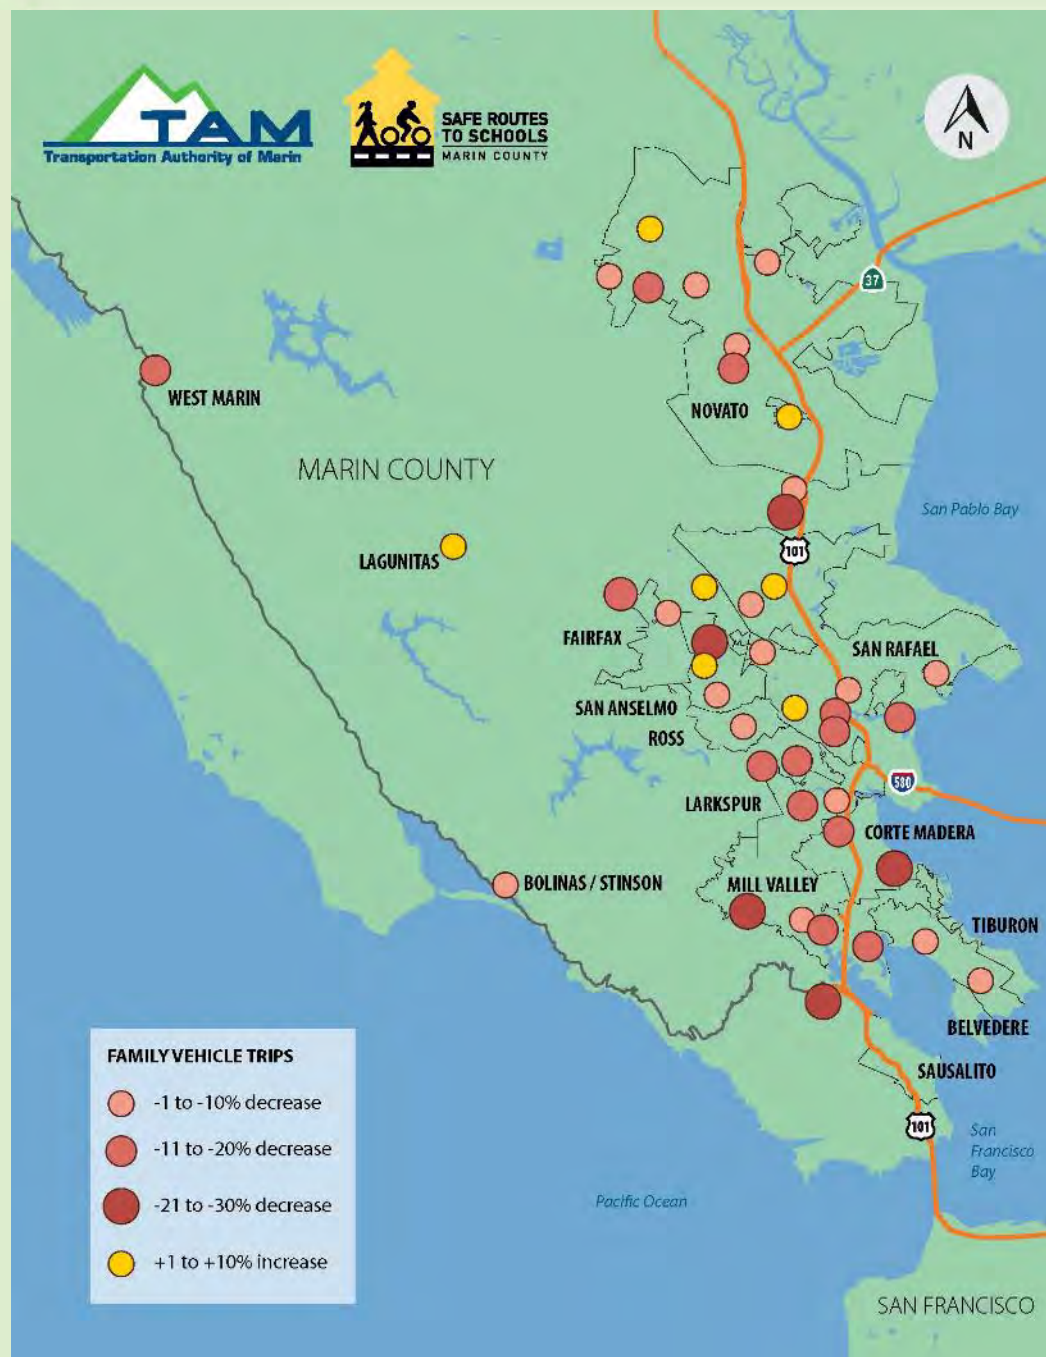 TAM
Transportation Authority of Marin
SAFE ROUTES
TO SCHOOLS
MARIN COUNTY
N
37
WEST MARIN
NOVATO
MARIN COUNTY
San Pablo Bay
101
LAGUNITAS
FAIRFAX
SAN RAFAEL
SAN ANSELMO
ROSS
580
LARKSPUR
CORTE MADERA
BOLINAS / STINSON
MILL VALLEY
TIBURON
BELVEDERE
SAUSALITO
101
San
Francisco
Bay
Pacific Ocean
SAN FRANCISCO
FAMILY VEHICLE TRIPS
-1 to -10% decrease
-11 to -20% decrease
-21 to -30% decrease
+1 to +10% increase